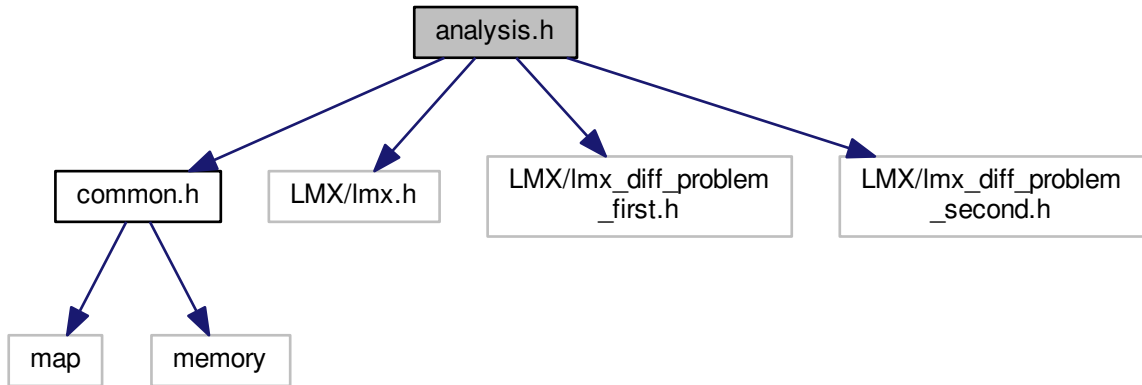 analysis.h
common.h
LMX/lmx.h
LMX/lmx_diff_problem
_first.h
LMX/lmx_diff_problem
_second.h
map
memory